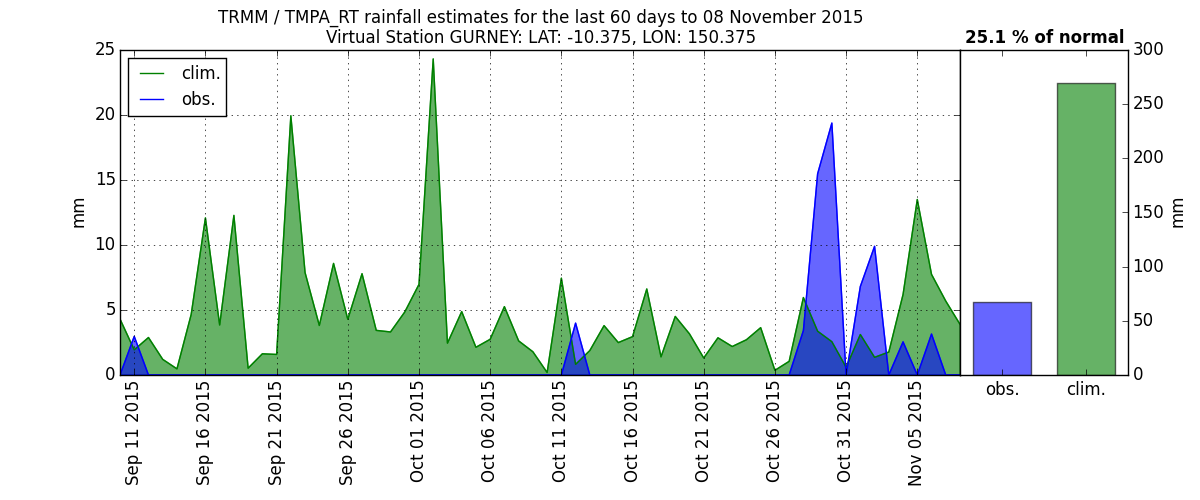 TRMM / TMPA_RT rainfall estimates for the last 60 days to 08 November 2015
Virtual Station GURNEY: LAT: -10.375, LON: 150.375
25.1 % of normal
clim.
obs.
25
20
15
10
5
0
mm
300
250
200
150
100
50
0
mm
Sep 11 2015
Sep 16 2015
Sep 21 2015
Sep 26 2015
Oct 01 2015
Oct 06 2015
Oct 11 2015
Oct 16 2015
Oct 21 2015
Oct 26 2015
Oct 31 2015
Nov 05 2015
obs.
clim.